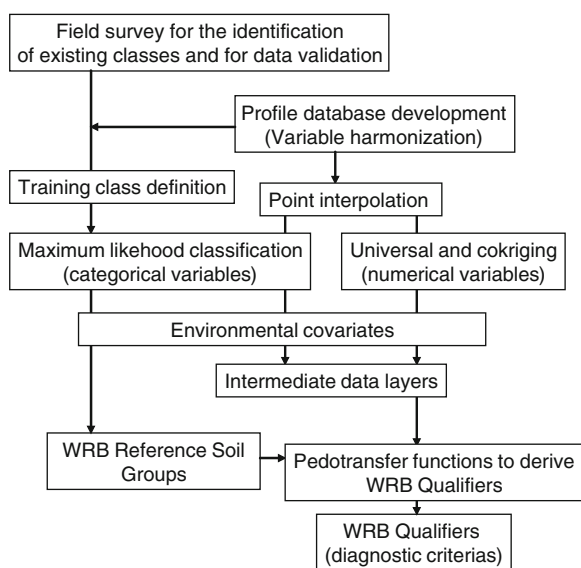 Field survey for the identification
of existing classes and for data validation
Profile database development
(Variable harmonization)
Training class definition
Point interpolation
Maximum likehood classification
(categorical variables)
Universal and cokriging
(numerical variables)
Environmental covariates
Intermediate data layers
WRB Reference Soil
Groups
Pedotransfer functions to derive
WRB Qualifiers
WRB Qualifiers
(diagnostic criterias)